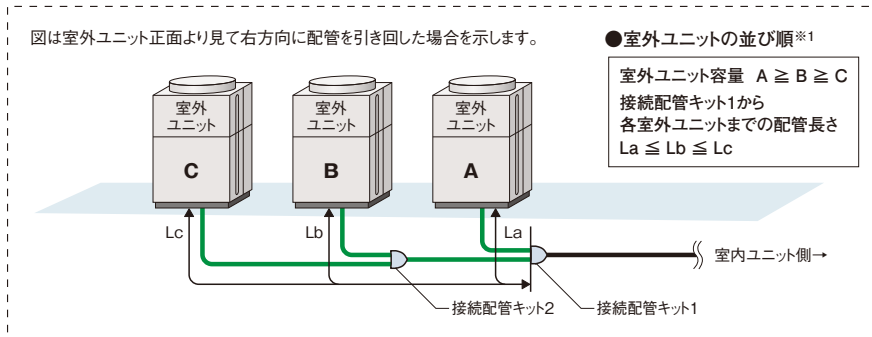 図は室外ユニット正面より見て右方向に配管を引き回した場合を示します。
●室外ユニットの並び順※1
室外ユニット容量 A ≧ B ≧ C
接続配管キット1から
各室外ユニットまでの配管長さ
La ≦ Lb ≦ Lc
室外
ユニット
C
室外
ユニット
B
室外
ユニット
A
Lc
Lb
La
室内ユニット側→
接続配管キット2
接続配管キット1